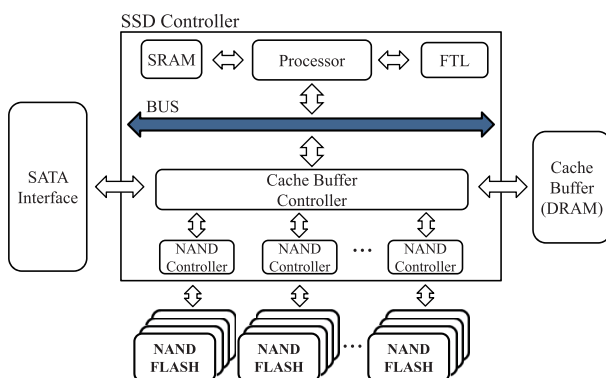 SSD Controller
SRAM
Processor
FTL
BUS
SATA
Interface
Cache Buffer
Controller
Cache
Buffer
(DRAM)
NAND
Controller
NAND
Controller
...
NAND
Controller
NAND
FLASH
NAND
FLASH
...
NAND
FLASH